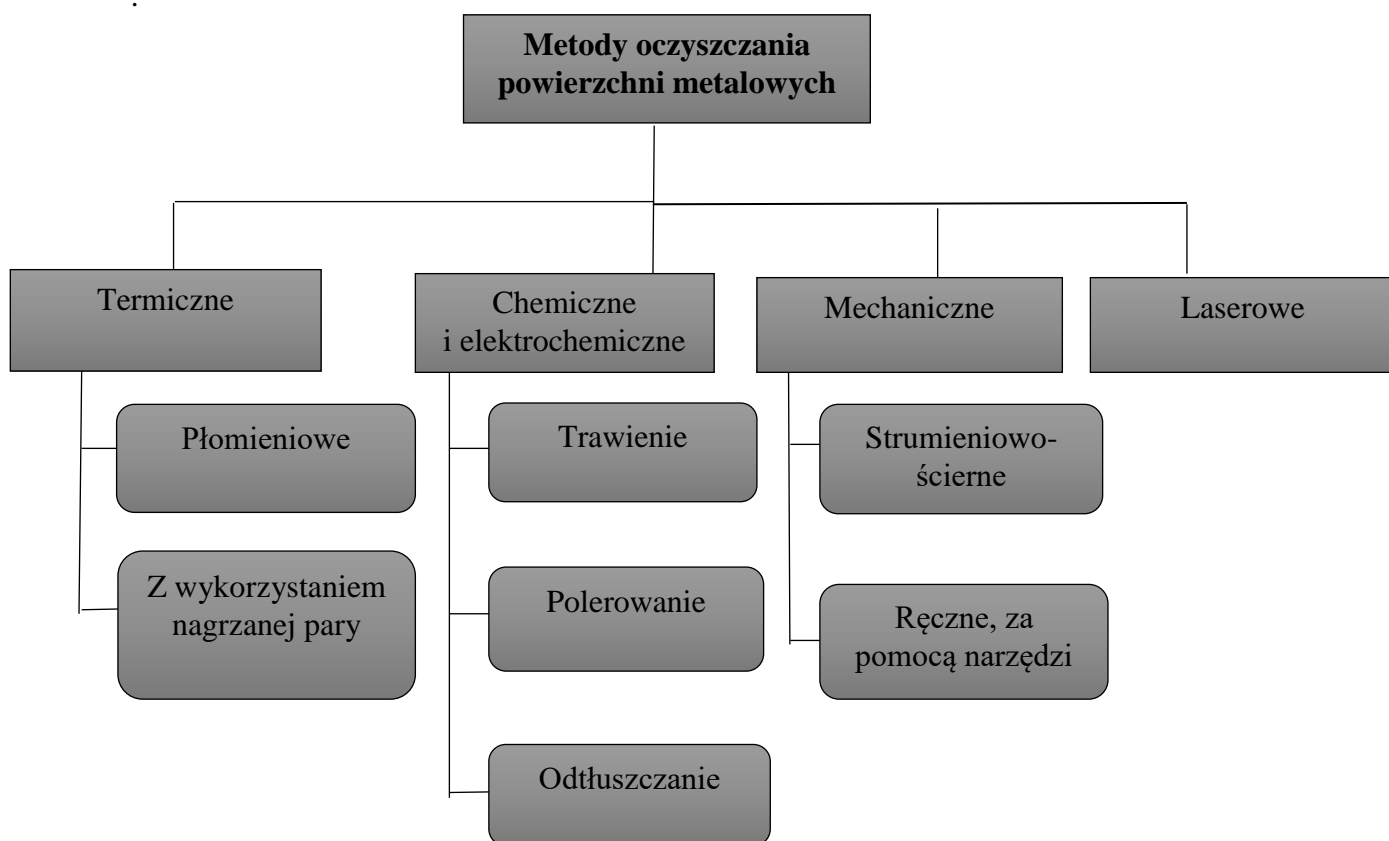 Metody oczyszczania
powierzchni metalowych
Termiczne
Chemiczne
i elektrochemiczne
Mechaniczne
Laserowe
Płomieniowe
Trawienie
Strumieniowo-
ścierne
Z wykorzystaniem
nagrzanej pary
Polerowanie
Ręczne, za
pomocą narzędzi
Odtłuszczanie